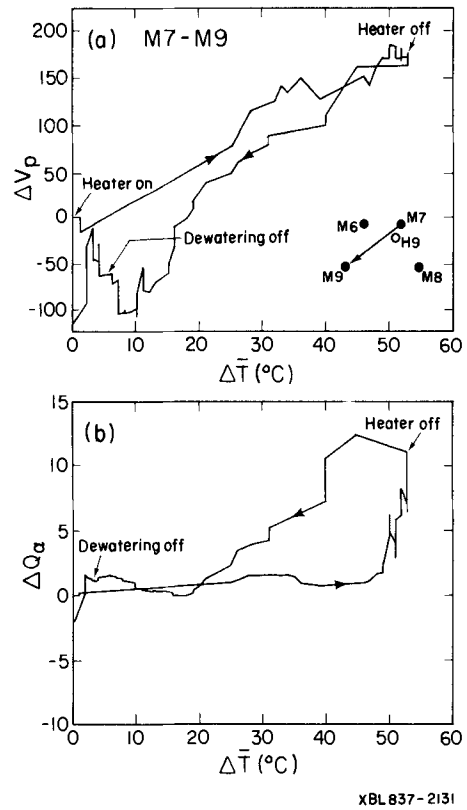 (a) M7-M9
Heater off
200
150
100
50
0
-50
-100
ΔVp
Heater on
Dewatering off
M6
M7
H9
M9
M8
0 10 20 30 40 50 60
ΔT̄ (°C)
(b)
Heater off
15
10
5
0
-5
-10
ΔQα
Dewatering off
0 10 20 30 40 50 60
ΔT̄ (°C)
XBL 837-2131